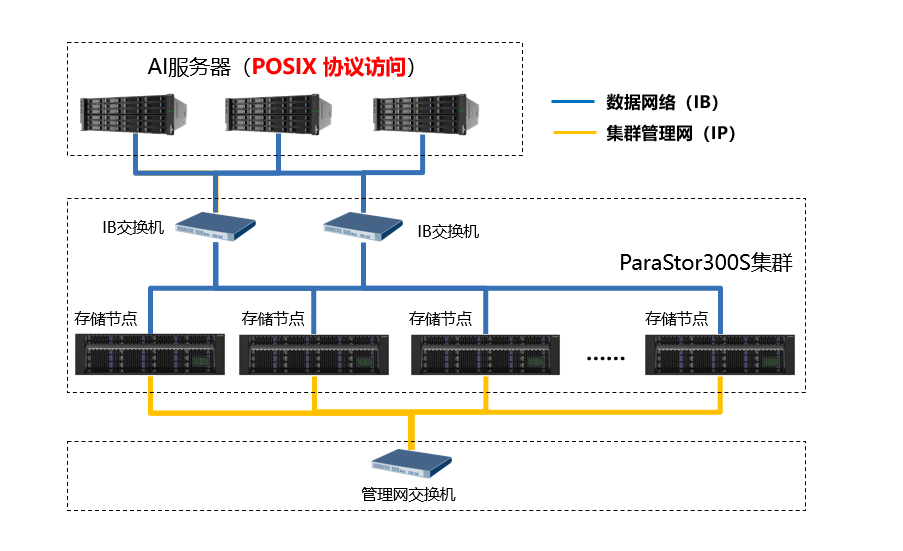 AI服务器（POSIX 协议访问）
数据网络（IB）
集群管理网（IP）
IB交换机
IB交换机
ParaStor300S集群
存储节点
存储节点
存储节点
存储节点
……
管理网交换机